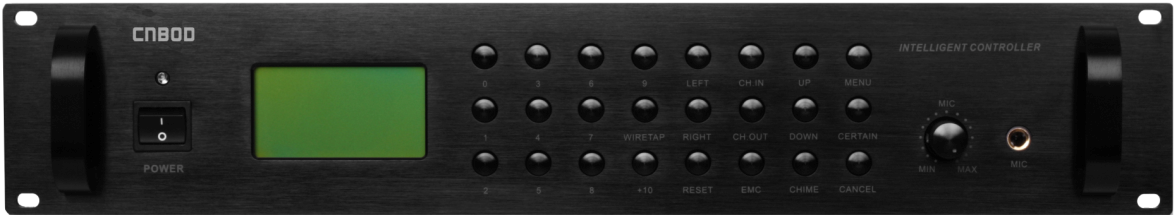 CNBOD
INTELLIGENT CONTROLLER
0 3 6 9 LEFT CH IN UP MENU
MIC
1 4 7 WIRETAP RIGHT CH OUT DOWN CERTAIN
I
O
POWER
MIN MAX
MIC
2 5 8 +10 RESET EMC CHIME CANCEL